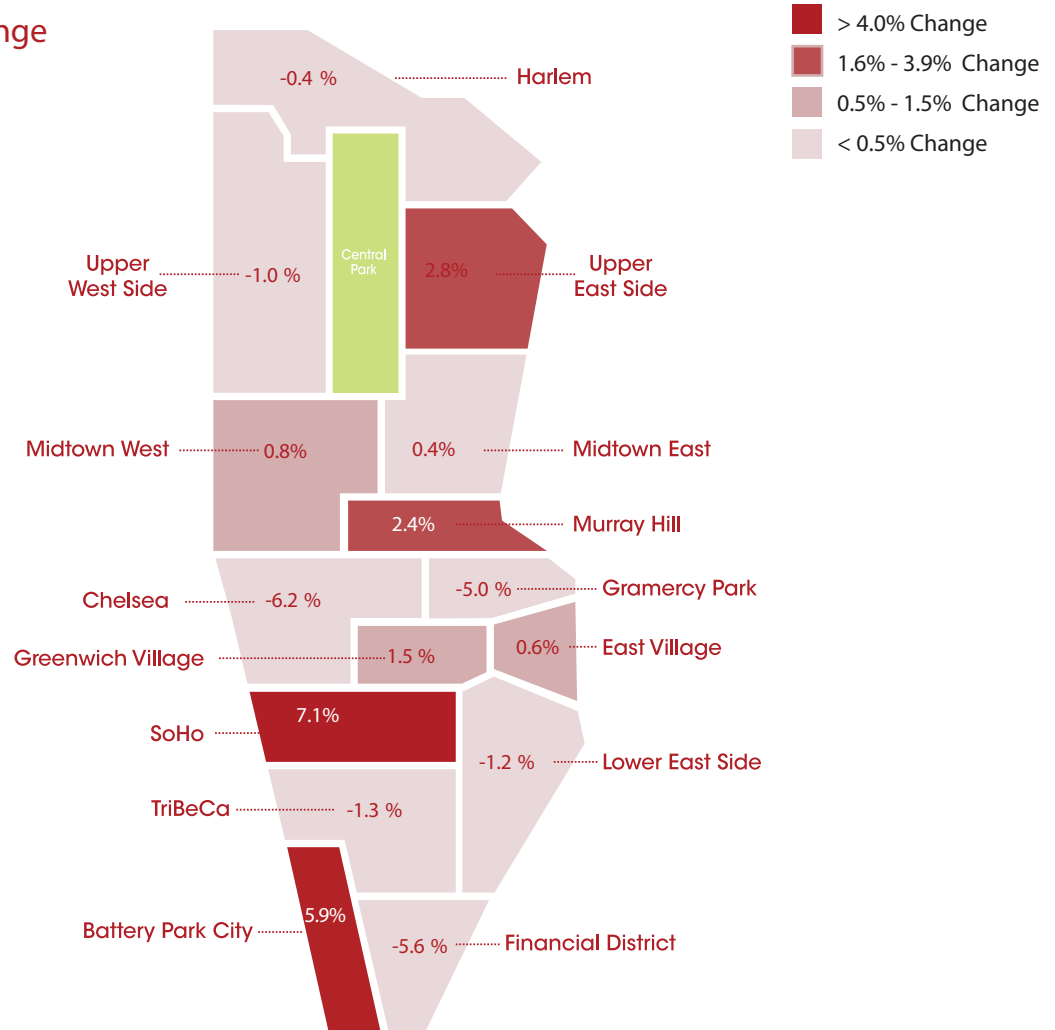 nge
> 4.0% Change
1.6% - 3.9% Change
0.5% - 1.5% Change
< 0.5% Change
-0.4 %
Harlem
Upper
West Side
-1.0 %
Central
Park
2.8%
Upper
East Side
Midtown West
0.8%
0.4%
Midtown East
2.4%
Murray Hill
Chelsea
-6.2 %
-5.0 %
Gramercy Park
Greenwich Village
1.5 %
0.6%
East Village
SoHo
7.1%
-1.2 %
Lower East Side
TriBeCa
-1.3 %
Battery Park City
5.9%
-5.6 %
Financial District